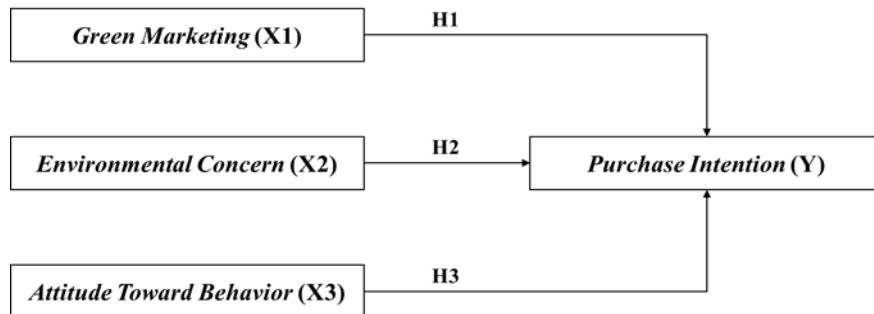 Green Marketing (X1)
H1
Environmental Concern (X2)
H2
Purchase Intention (Y)
Attitude Toward Behavior (X3)
H3